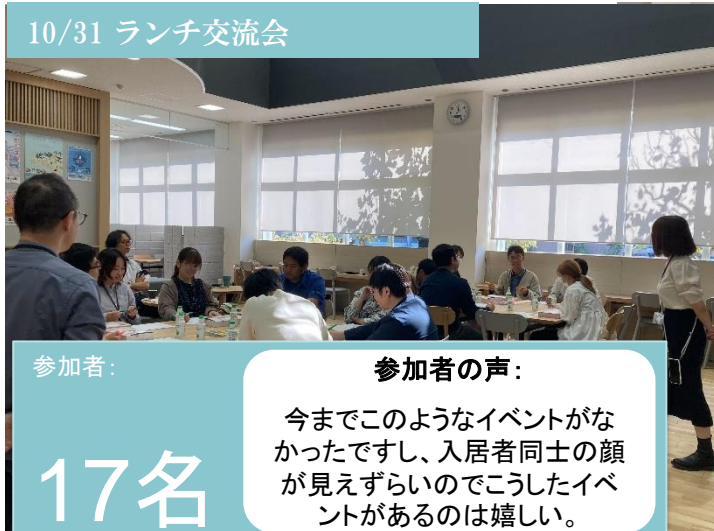 10/31 ランチ交流会
参加者：
17名
参加者の声：
今までこのようなイベントがな
かったですし、入居者同士の顔
が見えずらいのでこうしたイベ
ントがあるのは嬉しい。